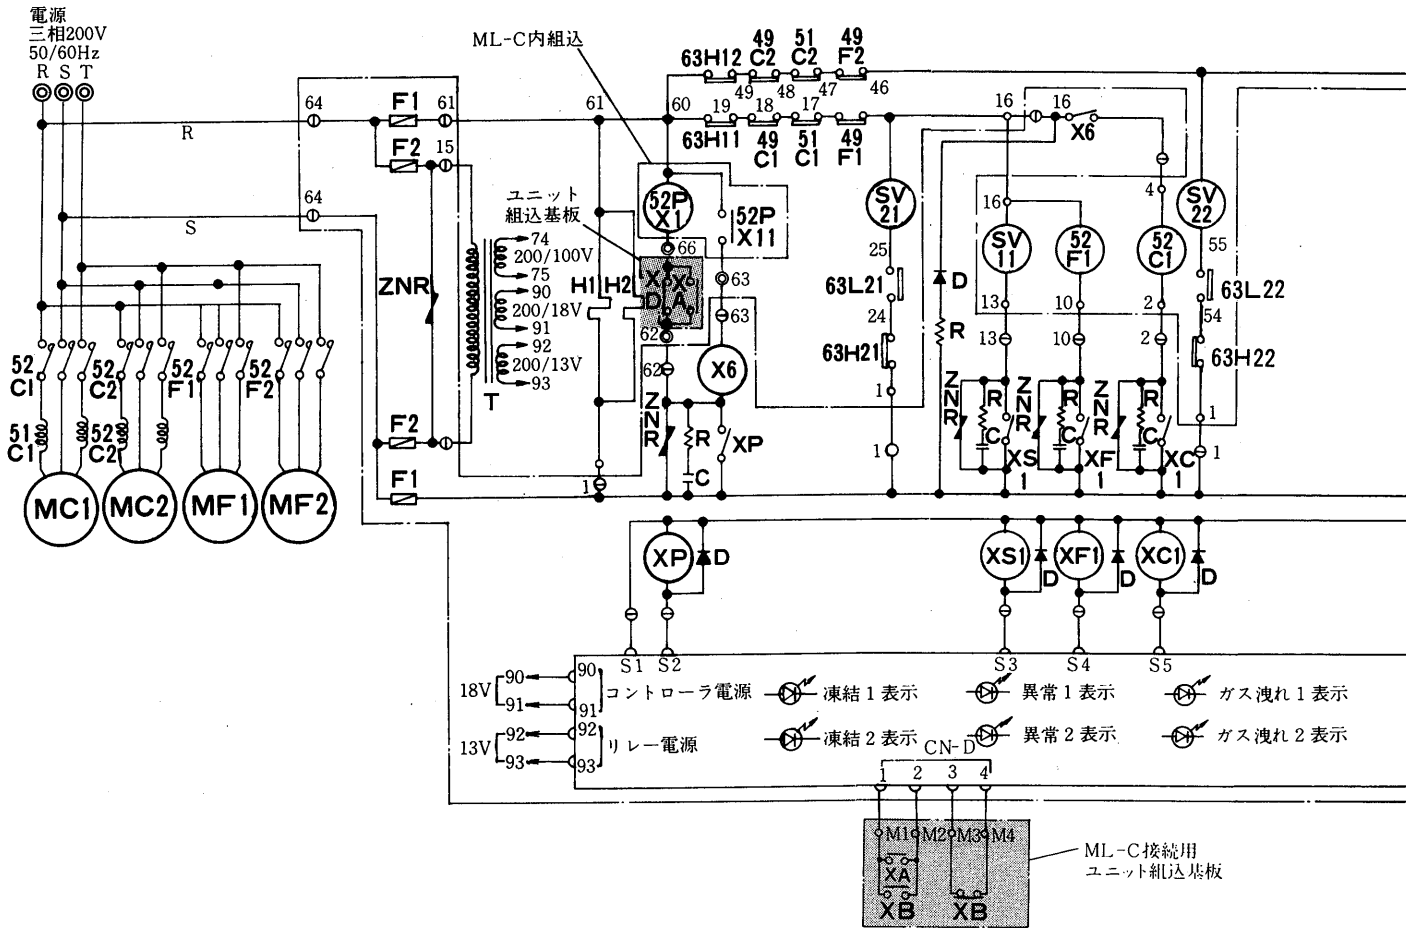 電源
三相200V
50/60Hz
R S T
R
S
64
64
F1
61
F2
15
ZNR
F2
F1
T
74
200/100V
75
90
200/18V
91
92
200/13V
93
ML-C内組込
ユニット
組込基板
61
60
H1 H2
1
52P
X1
52P
X11
66
X
D
X
A
62
62
63
63
X6
ZNR
R
C
XP
63H12
49
C2
51
C2
49
F2
49
48
47
46
19
18
17
63H11
49
C1
51
C1
49
F1
16
16
X6
SV
21
25
63L21
24
63H21
1
1
D
R
16
SV
11
52
F1
4
52
C1
SV
22
55
63L22
54
63H22
1
1
13
10
2
13
10
2
ZNR
R
C
XS
1
ZNR
R
C
XF
1
ZNR
R
C
XC
1
52
C1
52
C2
52
F1
52
F2
51
C1
52
C2
MC1
MC2
MF1
MF2
XP
D
XS1
D
XF1
D
XC1
D
S1
S2
S3
S4
S5
18V
90
91
90
91
コントローラ電源
13V
92
93
92
93
リレー電源
凍結1表示
異常1表示
ガス洩れ1表示
凍結2表示
異常2表示
ガス洩れ2表示
CN-D
1 2 3 4
M1 M2 M3 M4
XA
XB
XB
ML-C接続用
ユニット組込基板